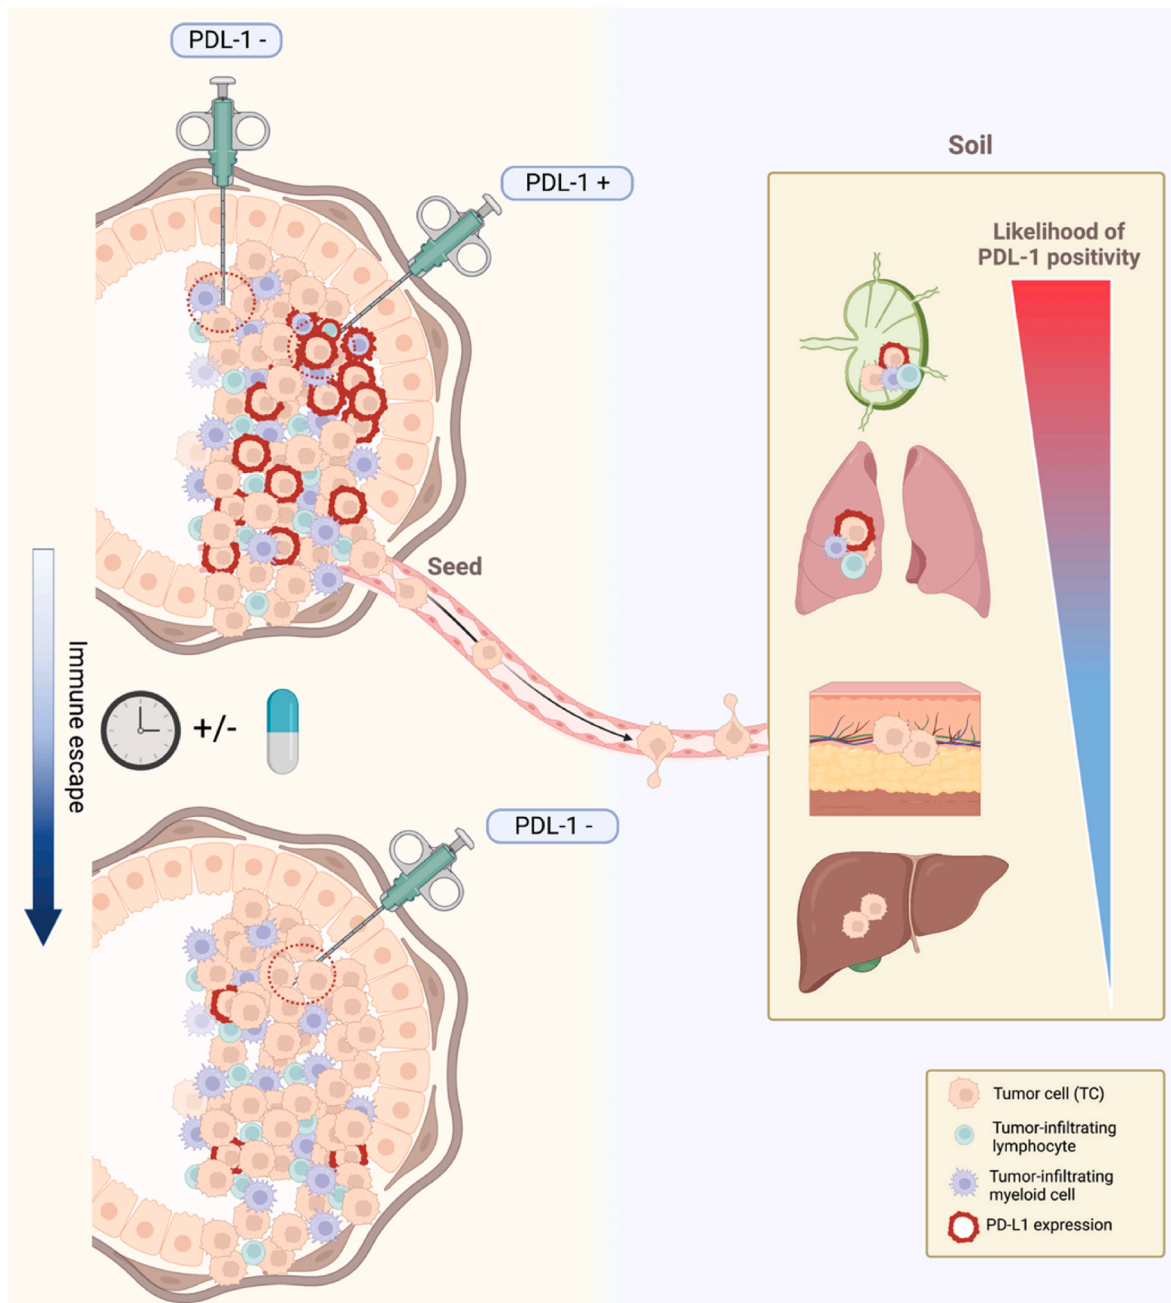 PDL-1 -
PDL-1 +
Soil
Likelihood of
PDL-1 positivity
Seed
Immune escape
+/-
PDL-1 -
Tumor cell (TC)
Tumor-infiltrating
lymphocyte
Tumor-infiltrating
myeloid cell
PD-L1 expression